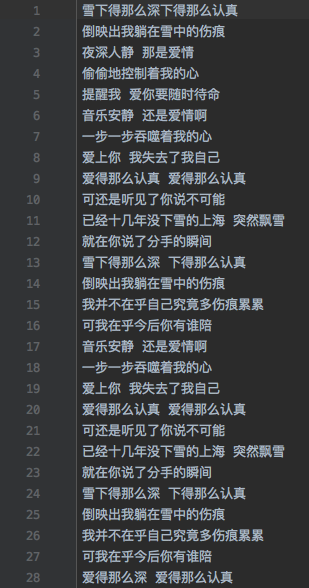 1 雪下得那么深下得那么认真
2 倒映出我躺在雪中的伤痕
3 夜深人静 那是爱情
4 偷偷地控制着我的心
5 提醒我 爱你要随时待命
6 音乐安静 还是爱情啊
7 一步一步吞噬着我的心
8 爱上你 我失去了我自己
9 爱得那么认真 爱得那么认真
10 可还是听见了你说不可能
11 已经十几年没下雪的上海 突然飘雪
12 就在你说了分手的瞬间
13 雪下得那么深 下得那么认真
14 倒映出我躺在雪中的伤痕
15 我并不在乎自己究竟多伤痕累累
16 可我在乎今后你有谁陪
17 音乐安静 还是爱情啊
18 一步一步吞噬着我的心
19 爱上你 我失去了我自己
20 爱得那么认真 爱得那么认真
21 可还是听见了你说不可能
22 已经十几年没下雪的上海 突然飘雪
23 就在你说了分手的瞬间
24 雪下得那么深 下得那么认真
25 倒映出我躺在雪中的伤痕
26 我并不在乎自己究竟多伤痕累累
27 可我在乎今后你有谁陪
28 爱得那么深 爱得那么认真